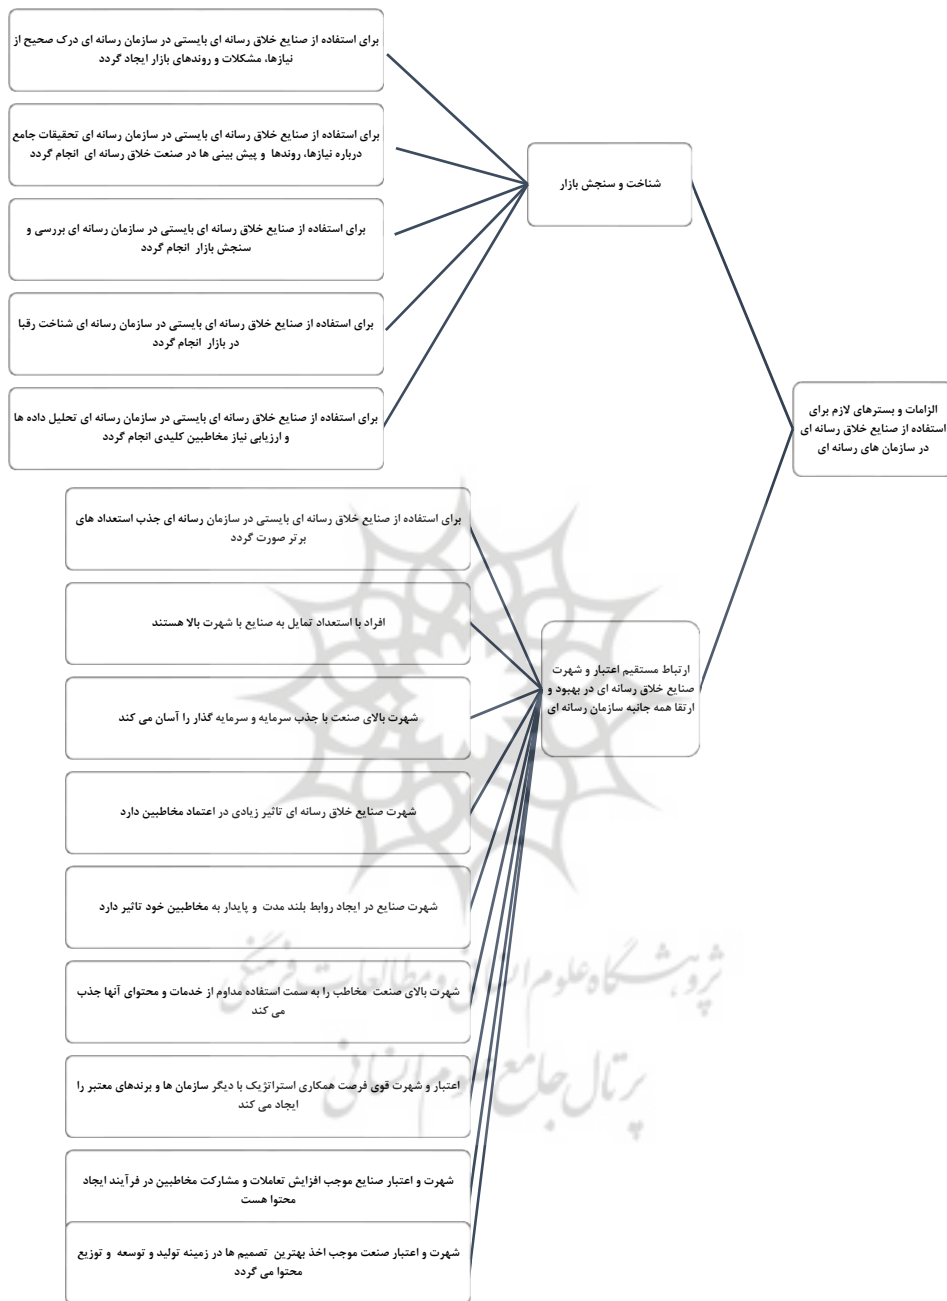 الزامات و بسترهای لازم برای
استفاده از صنایع خلاق رسانه ای
در سازمان های رسانه ای
شناخت و سنجش بازار
برای استفاده از صنایع خلاق رسانه ای بایستی در سازمان رسانه ای درک صحیح از
نیازها، مشکلات و روندهای بازار ایجاد گردد
برای استفاده از صنایع خلاق رسانه ای بایستی در سازمان رسانه ای تحقیقات جامع
درباره نیازها، روندها و پیش بینی ها در صنعت خلاق رسانه ای انجام گردد
برای استفاده از صنایع خلاق رسانه ای بایستی در سازمان رسانه ای بررسی و
سنجش بازار انجام گردد
برای استفاده از صنایع خلاق رسانه ای بایستی در سازمان رسانه ای شناخت رقبا
در بازار انجام گردد
برای استفاده از صنایع خلاق رسانه ای بایستی در سازمان رسانه ای تحلیل داده ها
و ارزیابی نیاز مخاطبین کلیدی انجام گردد
ارتباط مستقیم اعتبار و شهرت
صنایع خلاق رسانه ای در بهبود و
ارتقا همه جانبه سازمان رسانه ای
برای استفاده از صنایع خلاق رسانه ای بایستی در سازمان رسانه ای جذب استعداد های
برتر صورت گردد
افراد با استعداد تمایل به صنایع با شهرت بالا هستند
شهرت بالای صنعت با جذب سرمایه و سرمایه گذار را آسان می کند
شهرت صنایع خلاق رسانه ای تاثیر زیادی در اعتماد مخاطبین دارد
شهرت صنایع در ایجاد روابط بلند مدت و پایدار به مخاطبین خود تاثیر دارد
شهرت بالای صنعت مخاطب را به سمت استفاده مداوم از خدمات و محتوای آنها جذب
می کند
اعتبار و شهرت قوی فرصت همکاری استراتژیک با دیگر سازمان ها و برندهای معتبر را
ایجاد می کند
شهرت و اعتبار صنایع موجب افزایش تعاملات و مشارکت مخاطبین در فرآیند ایجاد
محتوا هست
شهرت و اعتبار صنعت موجب اخذ بهترین تصمیم ها در زمینه تولید و توسعه و توزیع
محتوا می گردد
پژوهشگاه علوم انسانی و مطالعات فرهنگی
پرتال جامع علوم انسانی